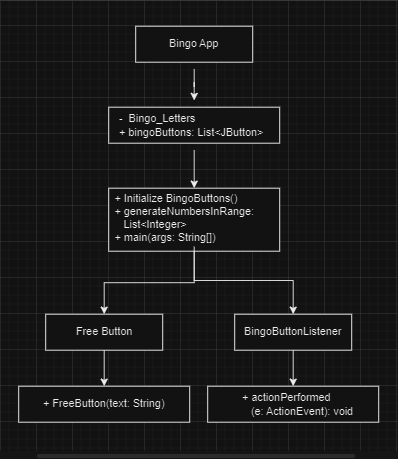 Bingo App
- Bingo_Letters
+ bingoButtons: List<JButton>
+ Initialize BingoButtons()
+ generateNumbersInRange:
List<Integer>
+ main(args: String[])
Free Button
BingoButtonListener
+ FreeButton(text: String)
+ actionPerformed
(e: ActionEvent): void